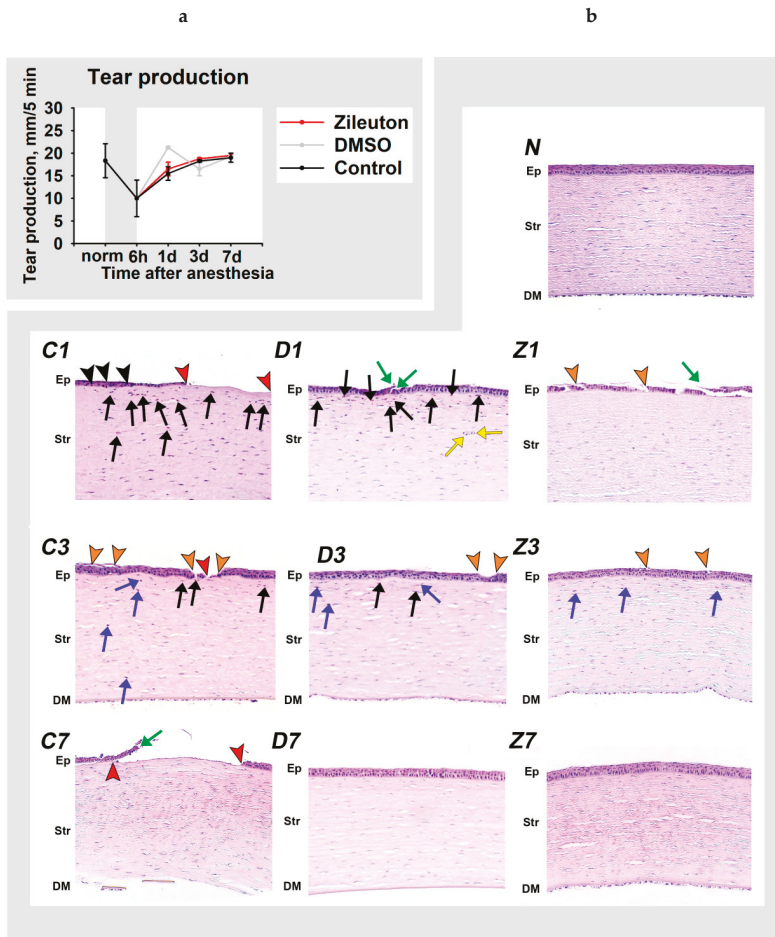 a
b
Tear production
Tear production, mm/5 min
30
25
20
15
10
5
0
norm 6h 1d 3d 7d
Time after anesthesia
Zileuton
DMSO
Control
N
Ep
Str
DM
C1
Ep
Str
D1
Ep
Str
Z1
Ep
Str
C3
Ep
Str
DM
D3
Ep
Str
DM
Z3
Ep
Str
DM
C7
Ep
Str
DM
D7
Ep
Str
DM
Z7
Ep
Str
DM